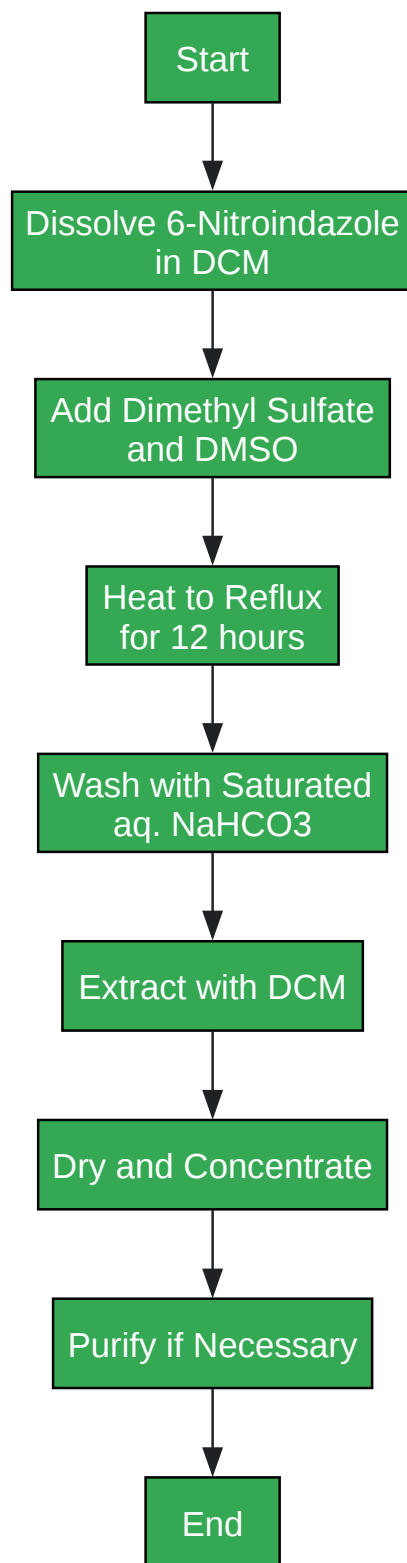 Start
Dissolve 6-Nitroindazole
in DCM
Add Dimethyl Sulfate
and DMSO
Heat to Reflux
for 12 hours
Wash with Saturated
aq. NaHCO3
Extract with DCM
Dry and Concentrate
Purify if Necessary
End